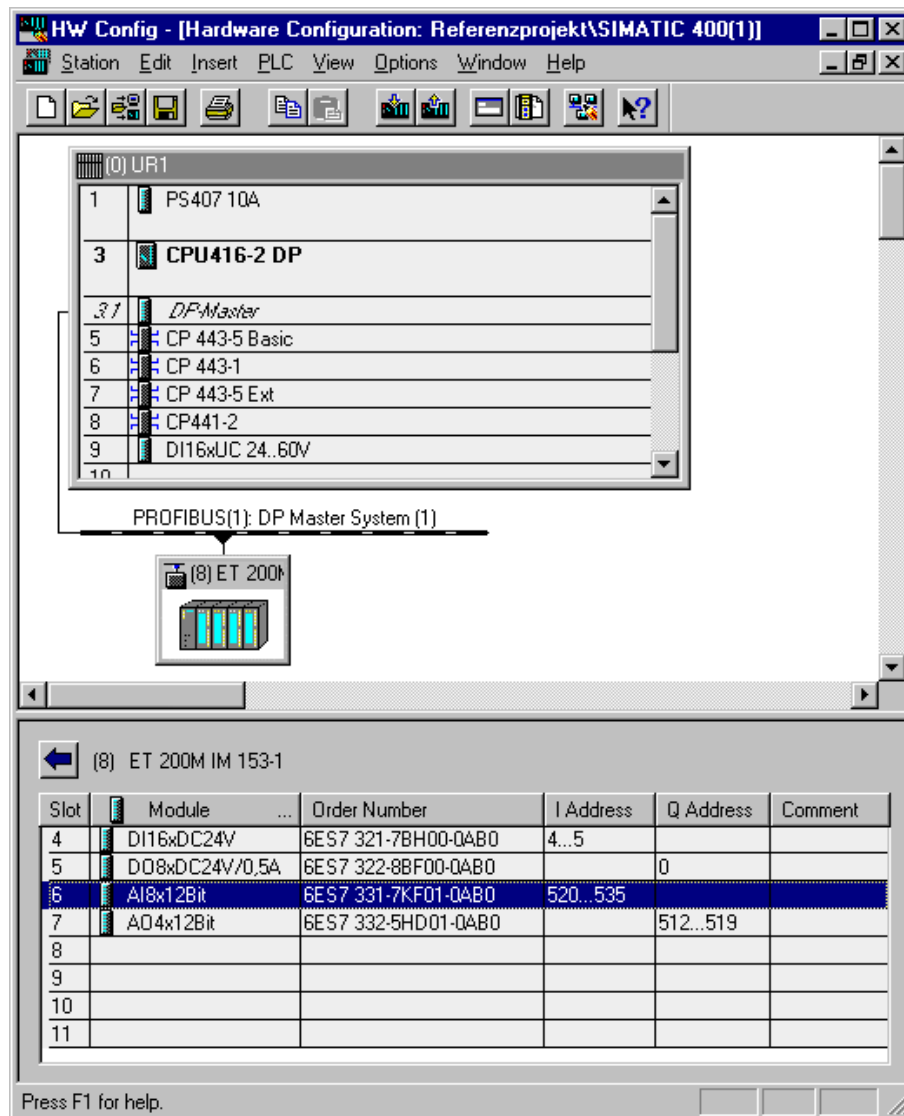 HW Config - [Hardware Configuration: Referenzprojekt\SIMATIC 400(1)]
Station Edit Insert PLC View Options Window Help
(0) UR1
1 PS407 10A
3 CPU416-2 DP
3.1 DP-Master
5 CP 443-5 Basic
6 CP 443-1
7 CP 443-5 Ext
8 CP441-2
9 DI16xUC 24..60V
10
PROFIBUS(1): DP Master System (1)
(8) ET 200M
(8) ET 200M IM 153-1
Slot Module ... Order Number I Address Q Address Comment
4 DI16xDC24V 6ES7 321-7BH00-0AB0 4...5
5 DO8xDC24V/0,5A 6ES7 322-8BF00-0AB0 0
6 AI8x12Bit 6ES7 331-7KF01-0AB0 520...535
7 AO4x12Bit 6ES7 332-5HD01-0AB0 512...519
8
9
10
11
Press F1 for help.